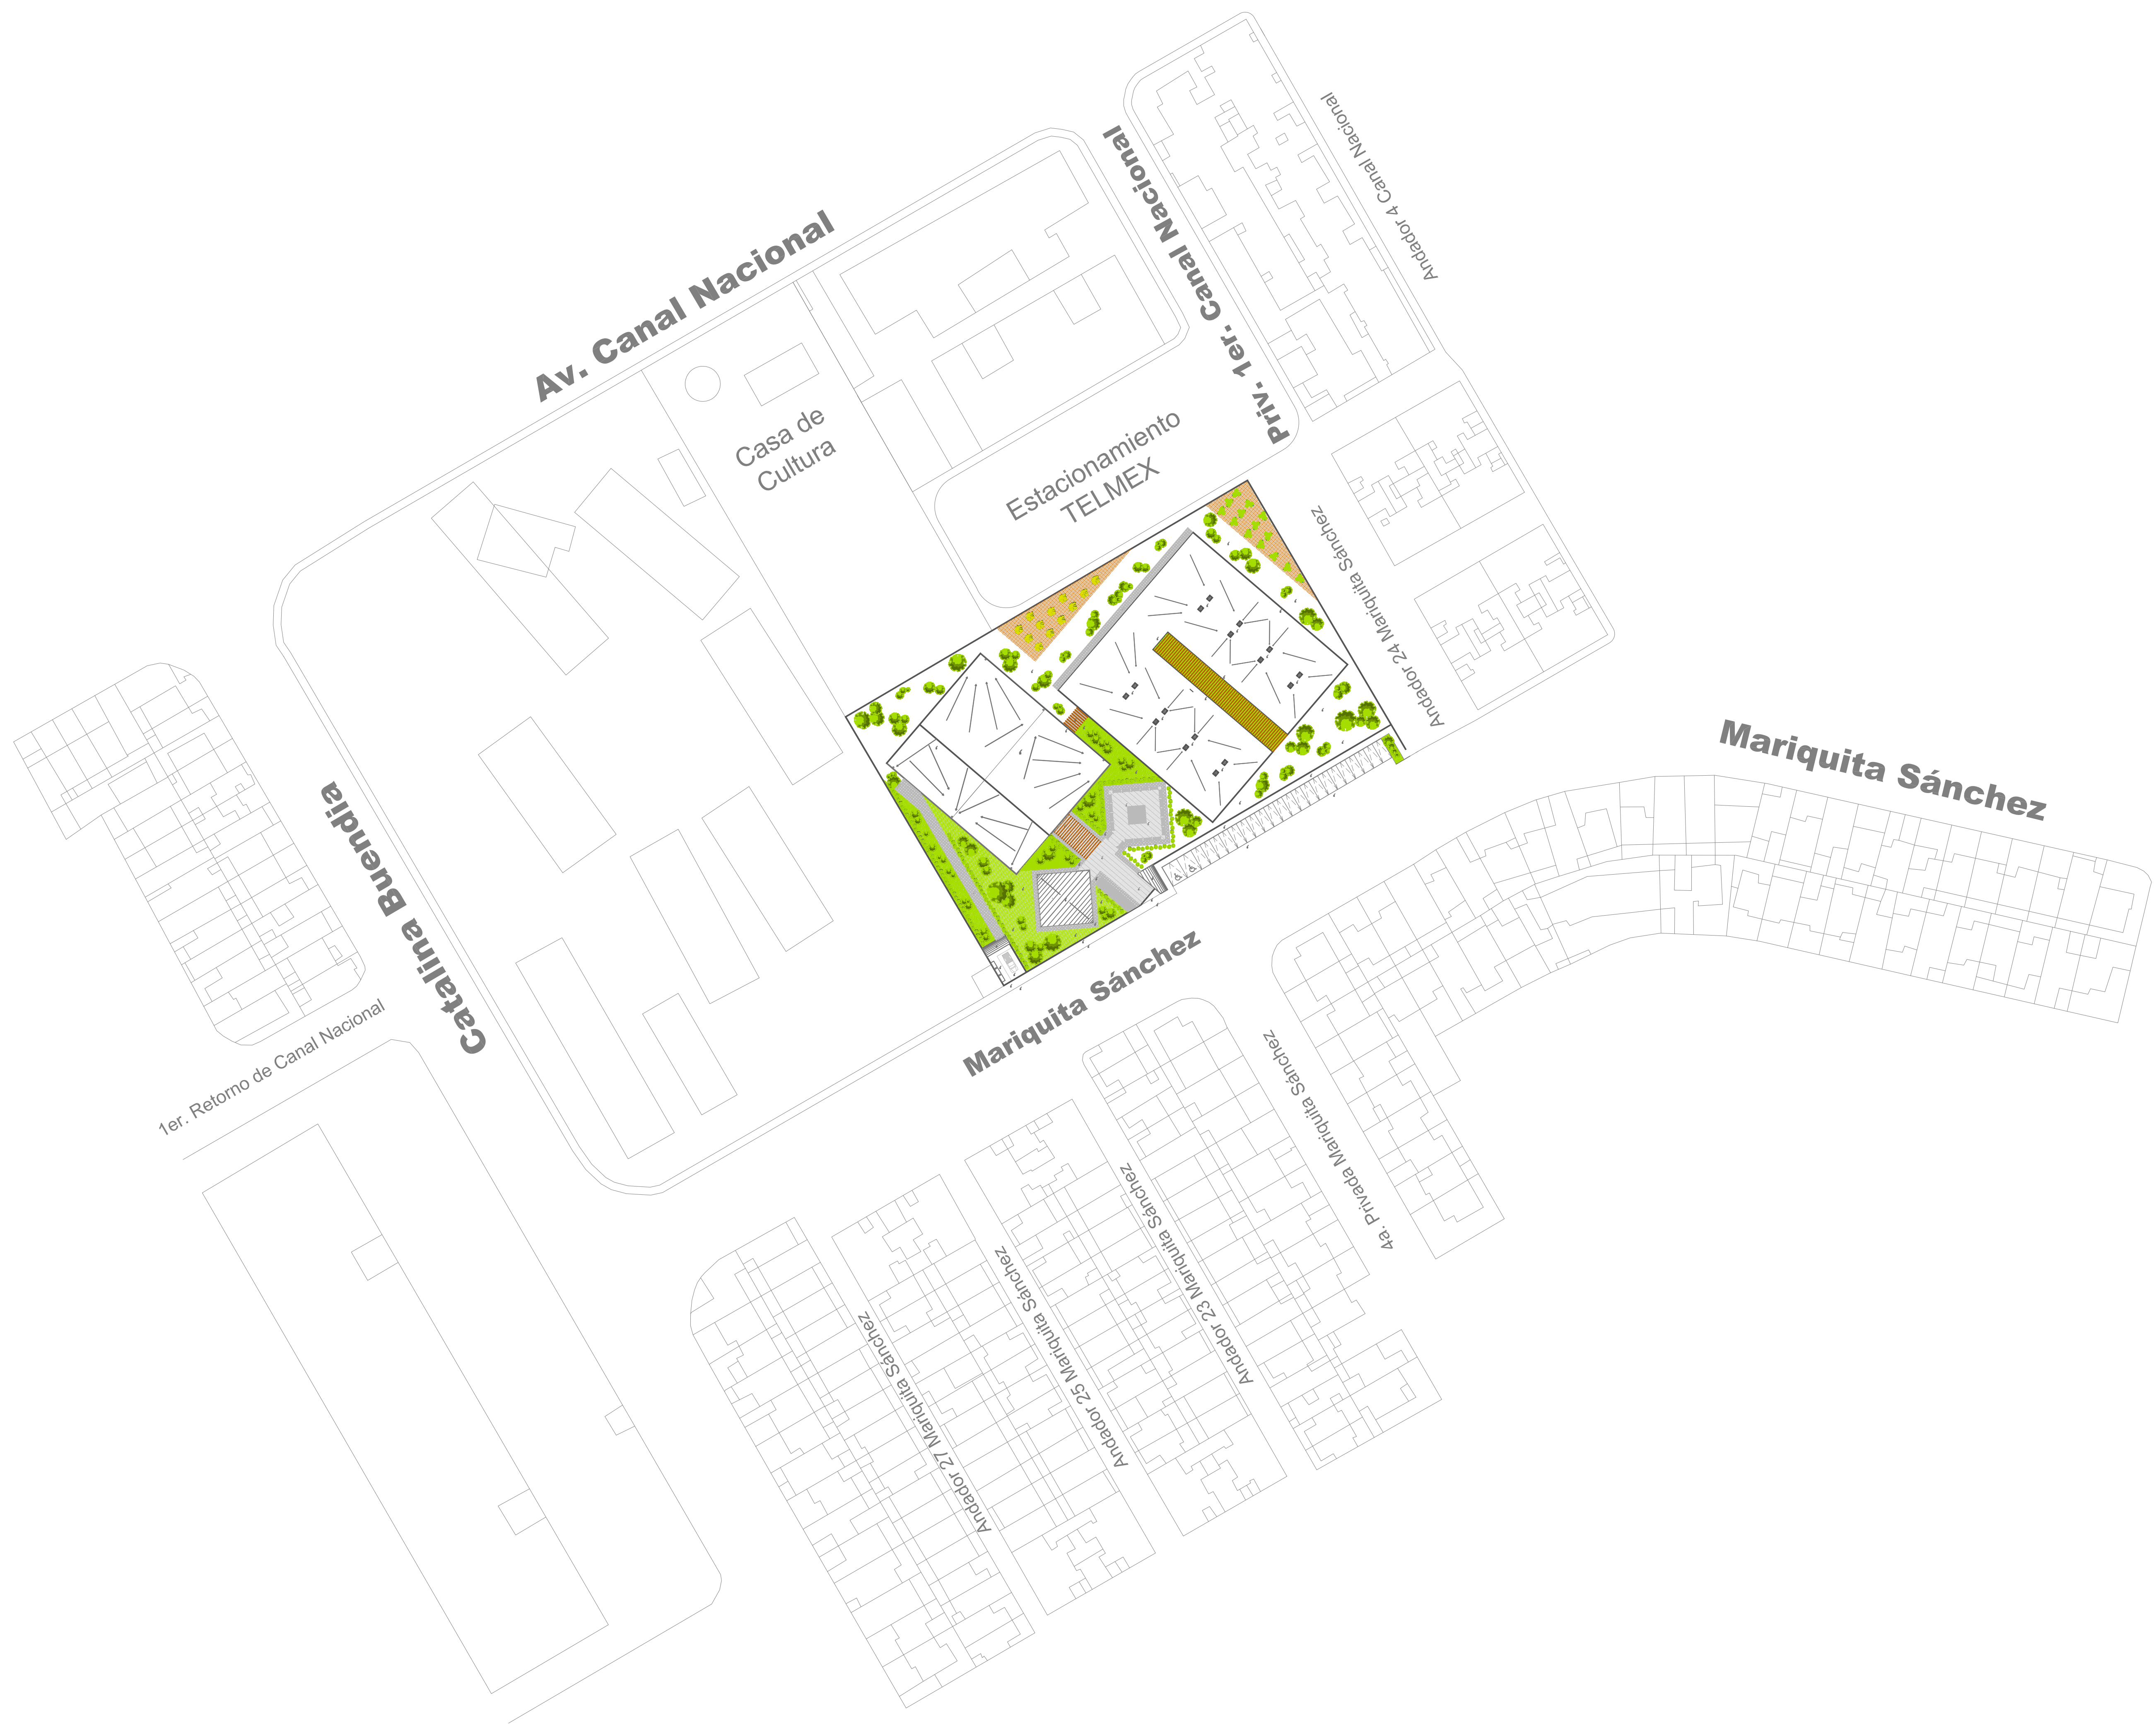 Andador 4 Canal Nacional
Priv. 1er. Canal Nacional
Av. Canal Nacional
Casa de
Cultura
Estacionamiento
TELMEX
Andador 24 Mariquita Sánchez
Mariquita Sánchez
Catalina Buendia
1er. Retorno de Canal Nacional
Mariquita Sánchez
4a. Privada Mariquita Sánchez
Andador 23 Mariquita Sánchez
Andador 25 Mariquita Sánchez
Andador 27 Mariquita Sánchez